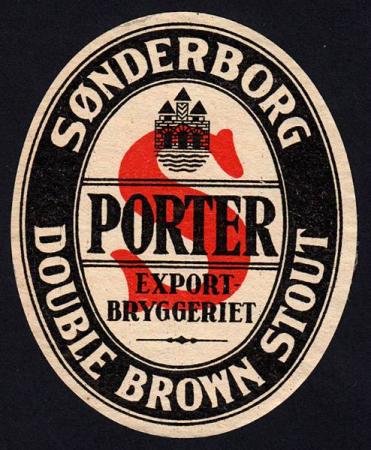 SØNDERBORG
S
PORTER
EXPORT-
BRYGGERIET
DOUBLE BROWN STOUT